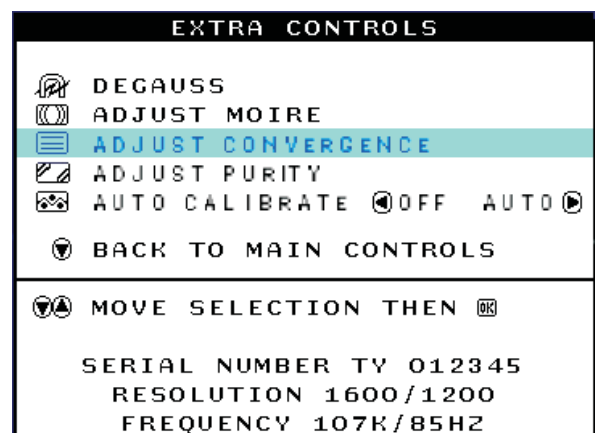 EXTRA CONTROLS
DEGAUSS
ADJUST MOIRE
ADJUST CONVERGENCE
ADJUST PURITY
AUTO CALIBRATE OFF AUTO
BACK TO MAIN CONTROLS
MOVE SELECTION THEN OK
SERIAL NUMBER TY 012345
RESOLUTION 1600/1200
FREQUENCY 107K/85HZ